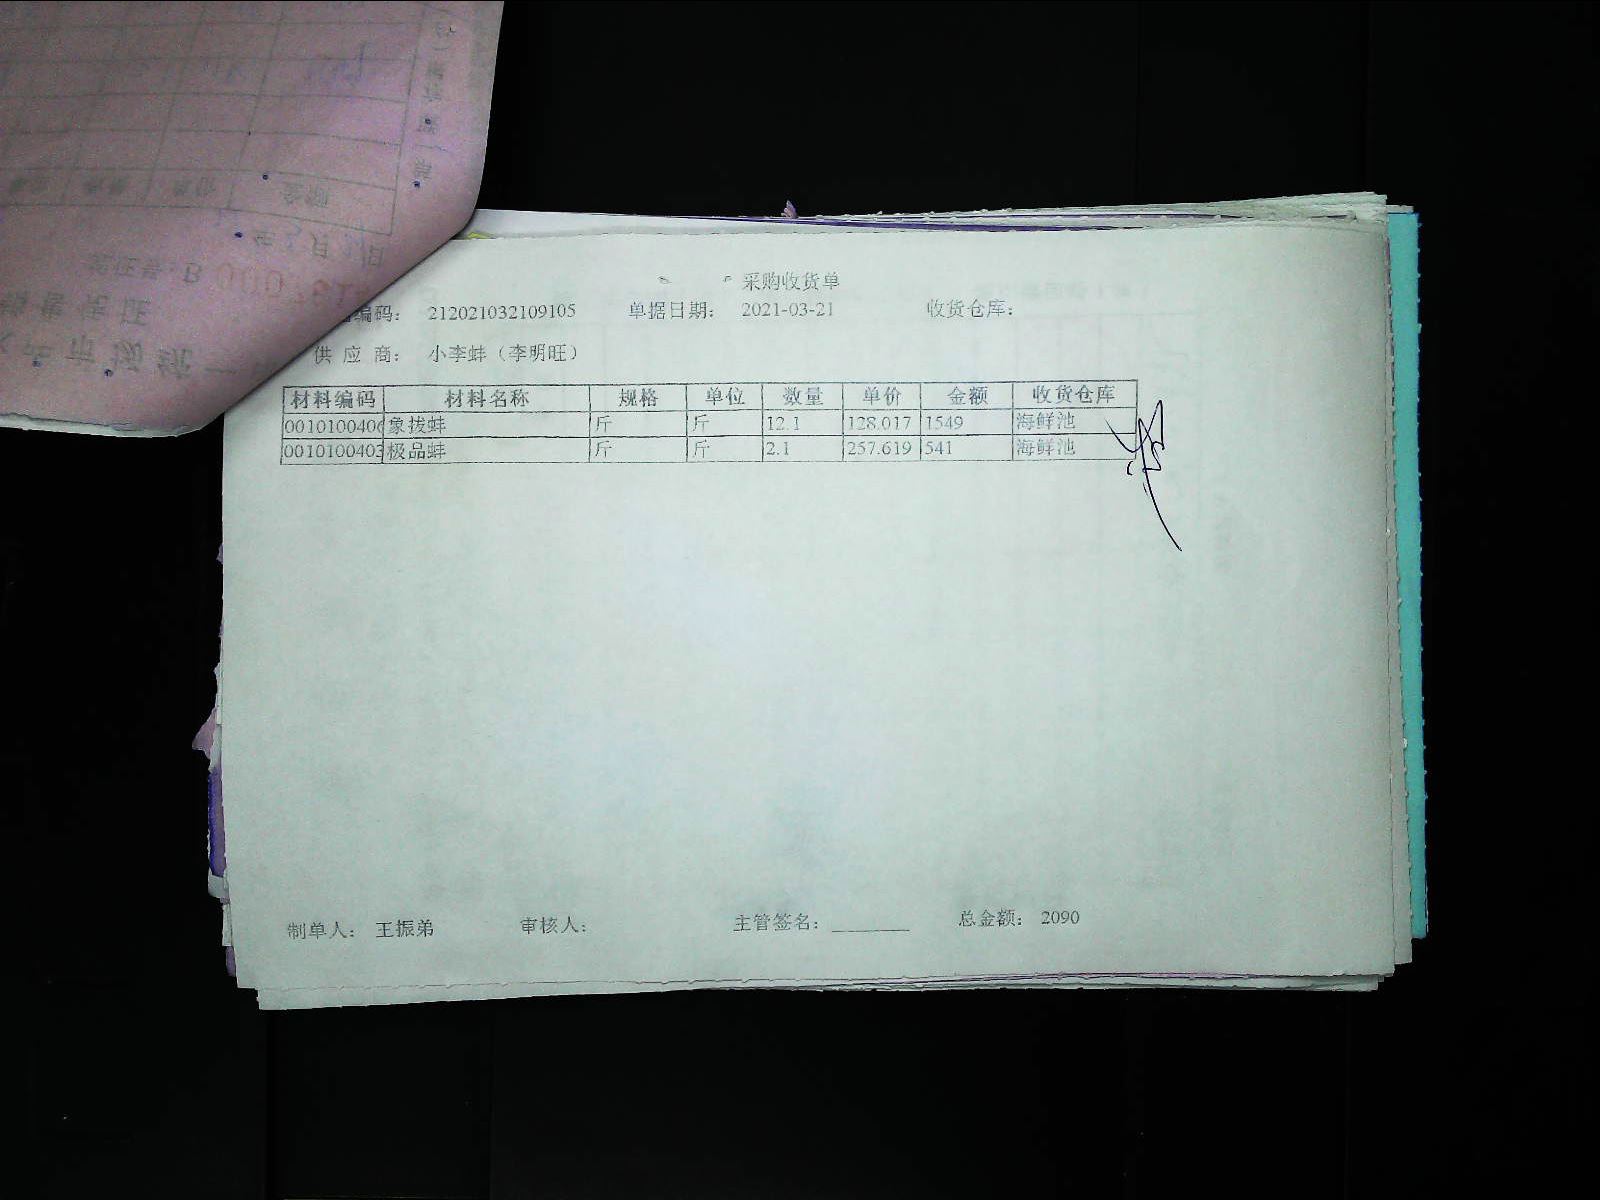 采购收货单
编码： 212021032109105 单据日期： 2021-03-21 收货仓库：
供 应 商： 小李蚌（李明旺）
材料编码 材料名称 规格 单位 数量 单价 金额 收货仓库
0010100406 象拔蚌 斤 斤 12.1 128.017 1549 海鲜池
0010100403 极品蚌 斤 斤 2.1 257.619 541 海鲜池
制单人： 王振弟 审核人： 主管签名：________ 总金额： 2090